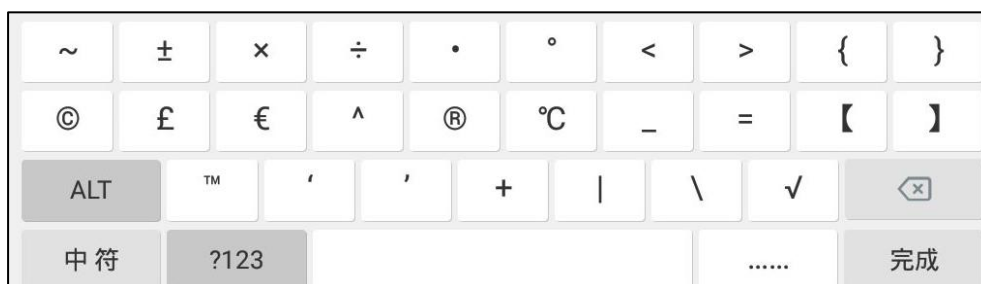 ~ ± × ÷ • ° < > { }
© £ € ^ ® ℃ _ = 【 】
ALT ™ ‘ ’ + | \ √
中 符 ?123 …… 完成